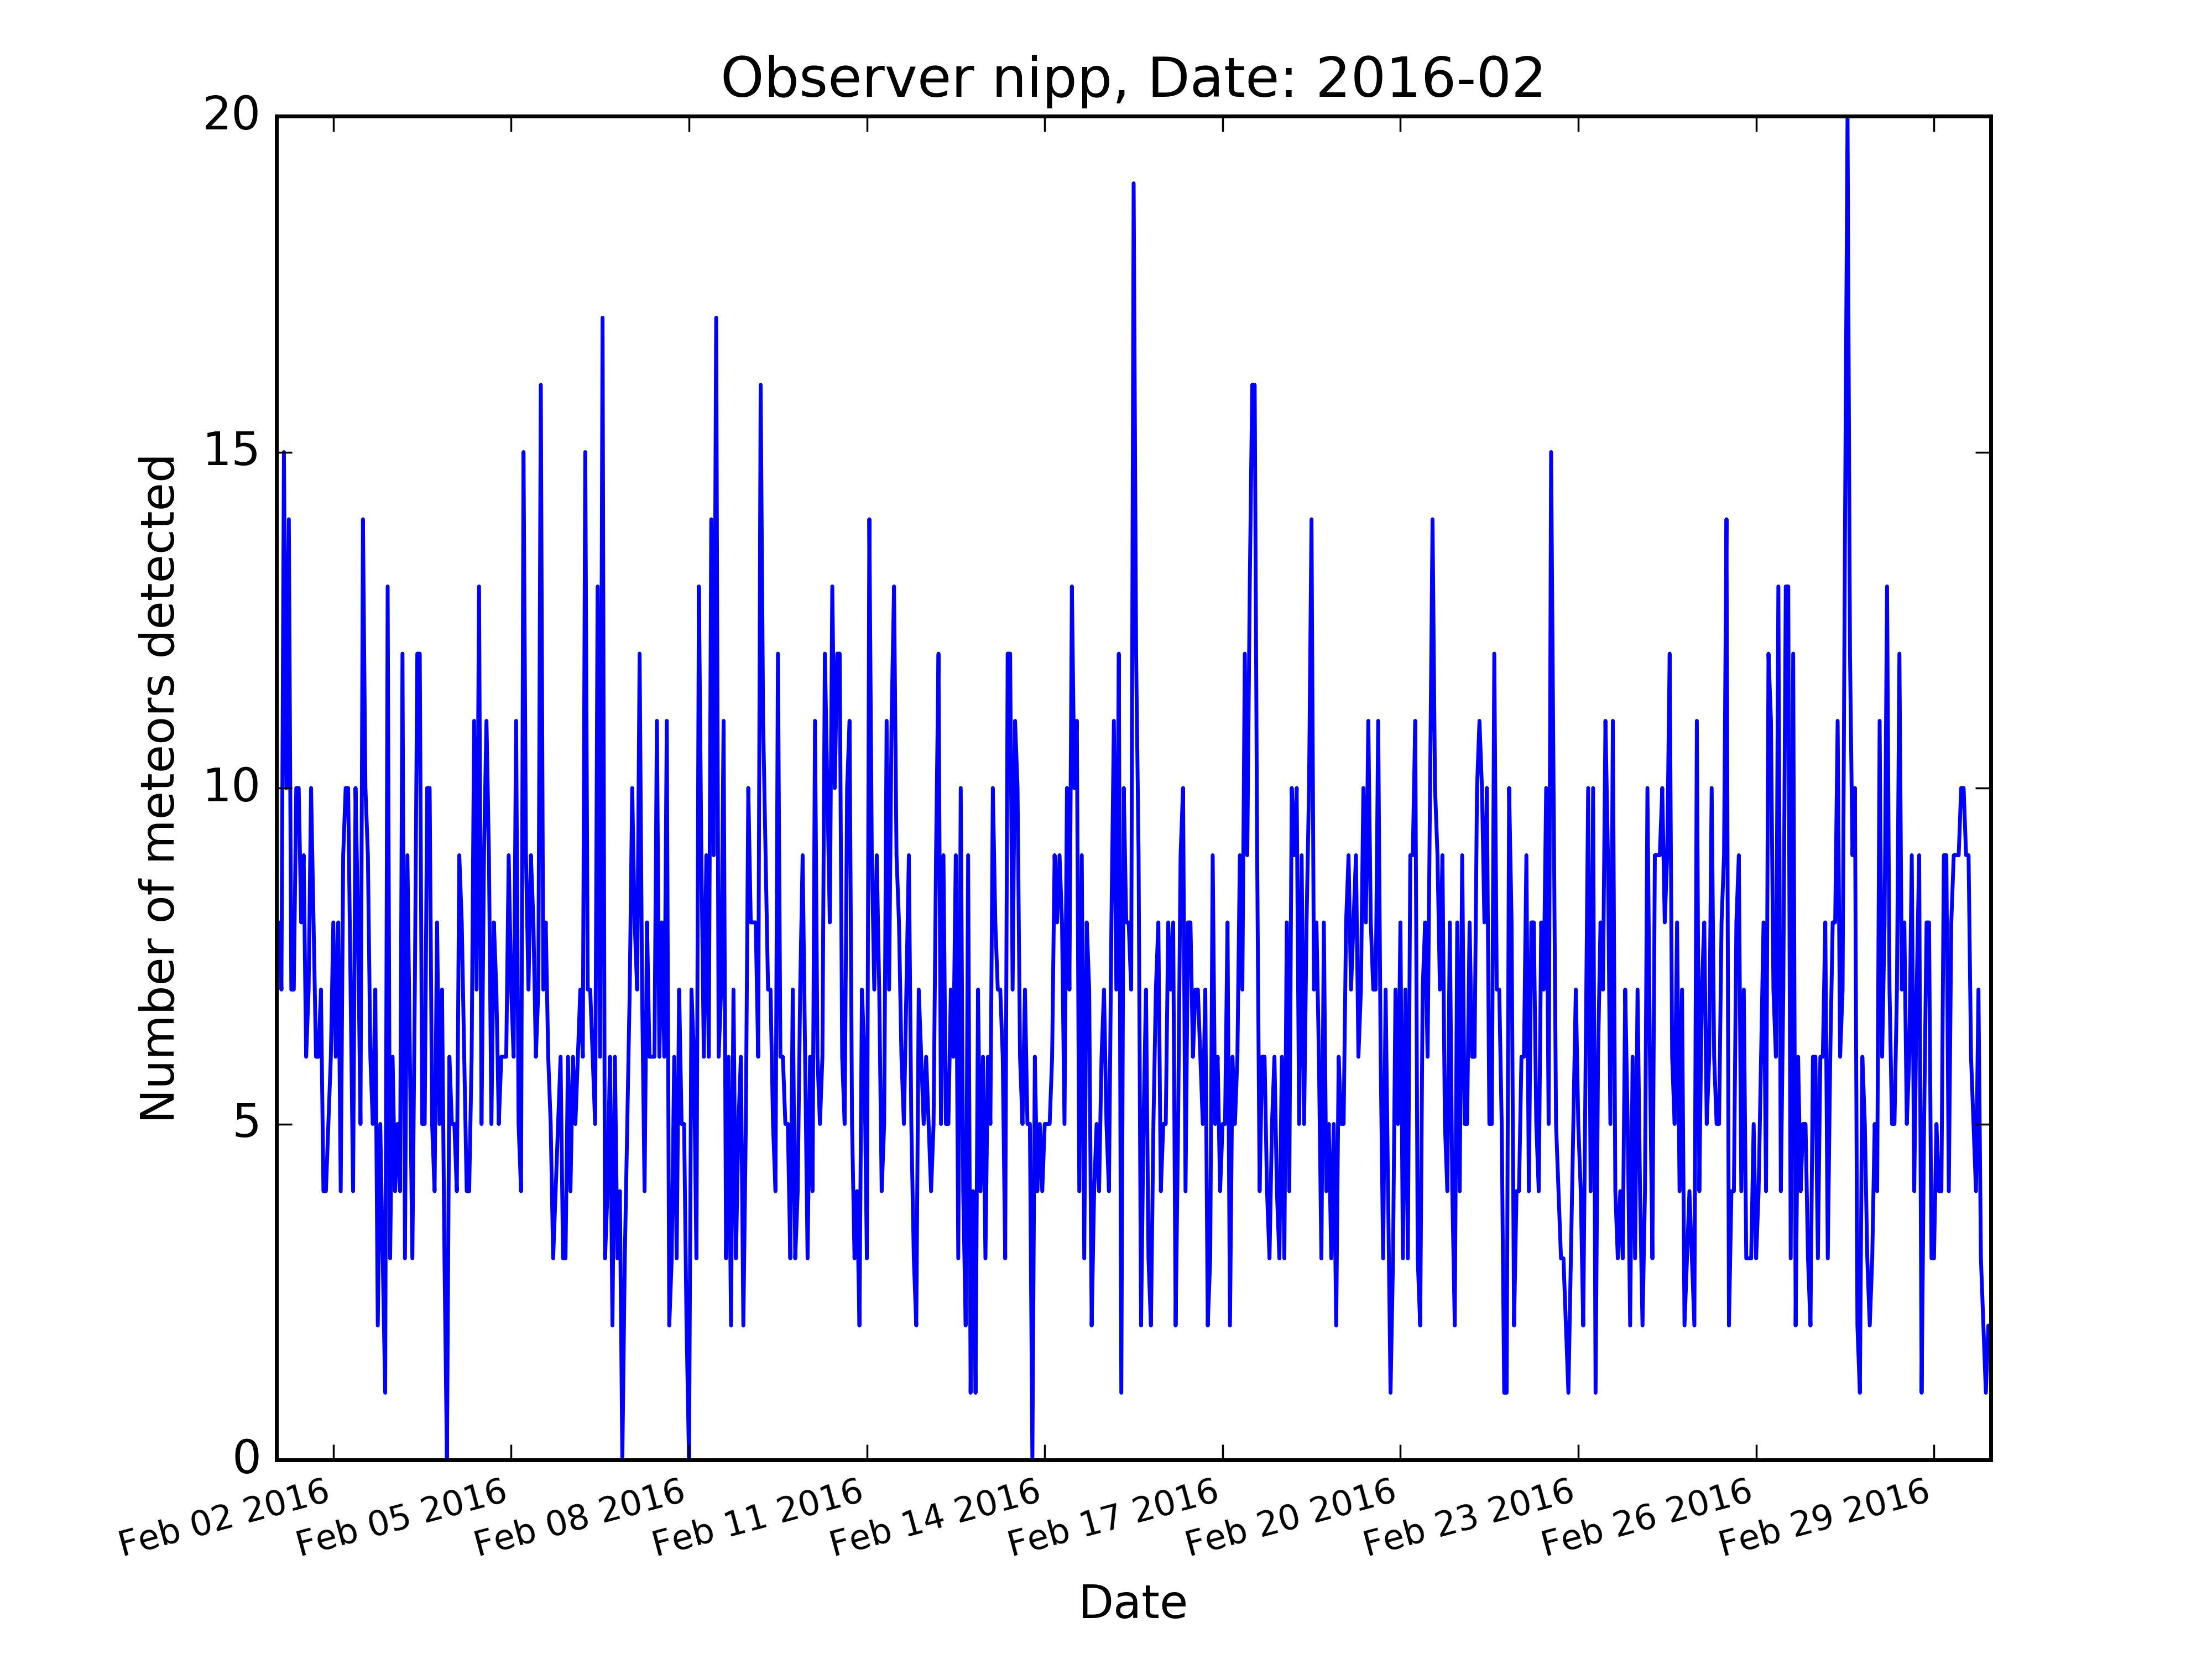 Observer nipp, Date: 2016-02
20
15
10
5
0
Number of meteors detected
Feb 02 2016
Feb 05 2016
Feb 08 2016
Feb 11 2016
Feb 14 2016
Feb 17 2016
Feb 20 2016
Feb 23 2016
Feb 26 2016
Feb 29 2016
Date